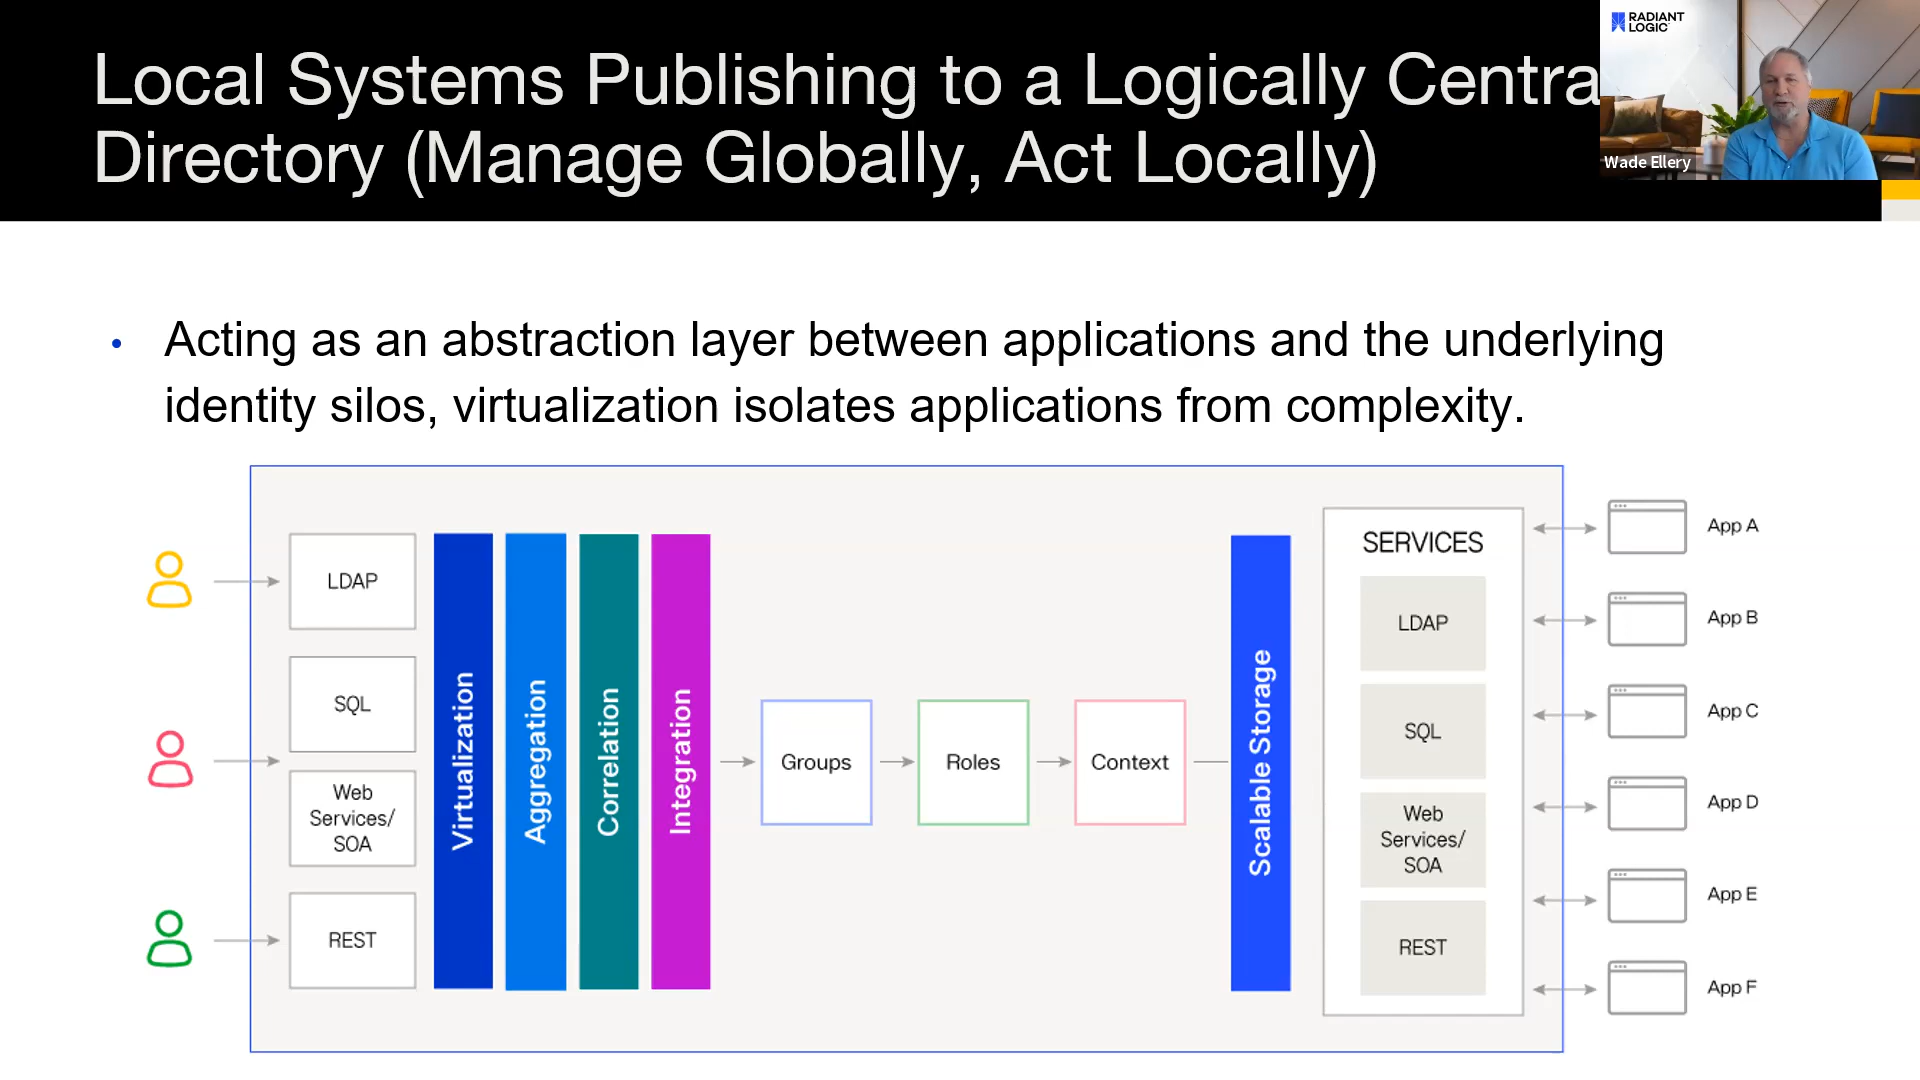 Local Systems Publishing to a Logically Centra
Directory (Manage Globally, Act Locally)
RADIANT
LOGIC
Wade Ellery
• Acting as an abstraction layer between applications and the underlying
identity silos, virtualization isolates applications from complexity.
LDAP
SQL
Web
Services/
SOA
REST
Virtualization
Aggregation
Correlation
Integration
Groups
Roles
Context
Scalable Storage
SERVICES
LDAP
SQL
Web
Services/
SOA
REST
App A
App B
App C
App D
App E
App F